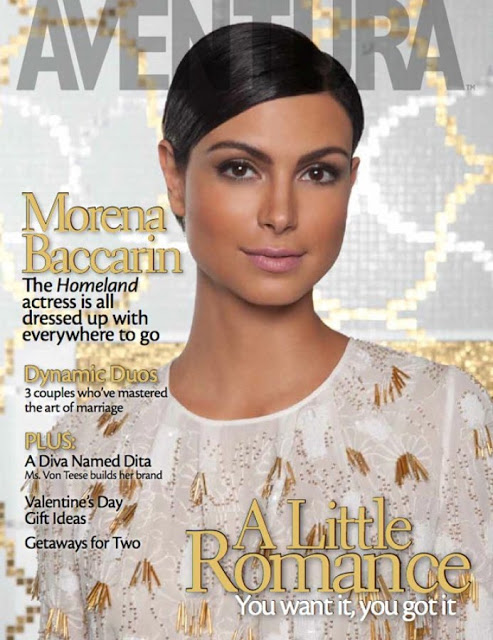 AVENTURA™
Morena
Baccarin
The Homeland
actress is all
dressed up with
everywhere to go
Dynamic Duos
3 couples who've mastered
the art of marriage
PLUS:
A Diva Named Dita
Ms. Von Teese builds her brand
Valentine's Day
Gift Ideas
Getaways for Two
A Little
Romance
You want it, you got it